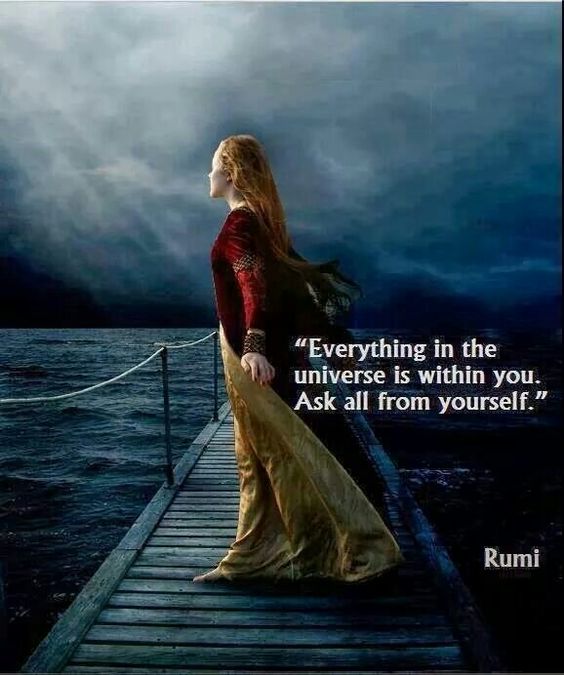 “Everything in the
universe is within you.
Ask all from yourself.”
Rumi